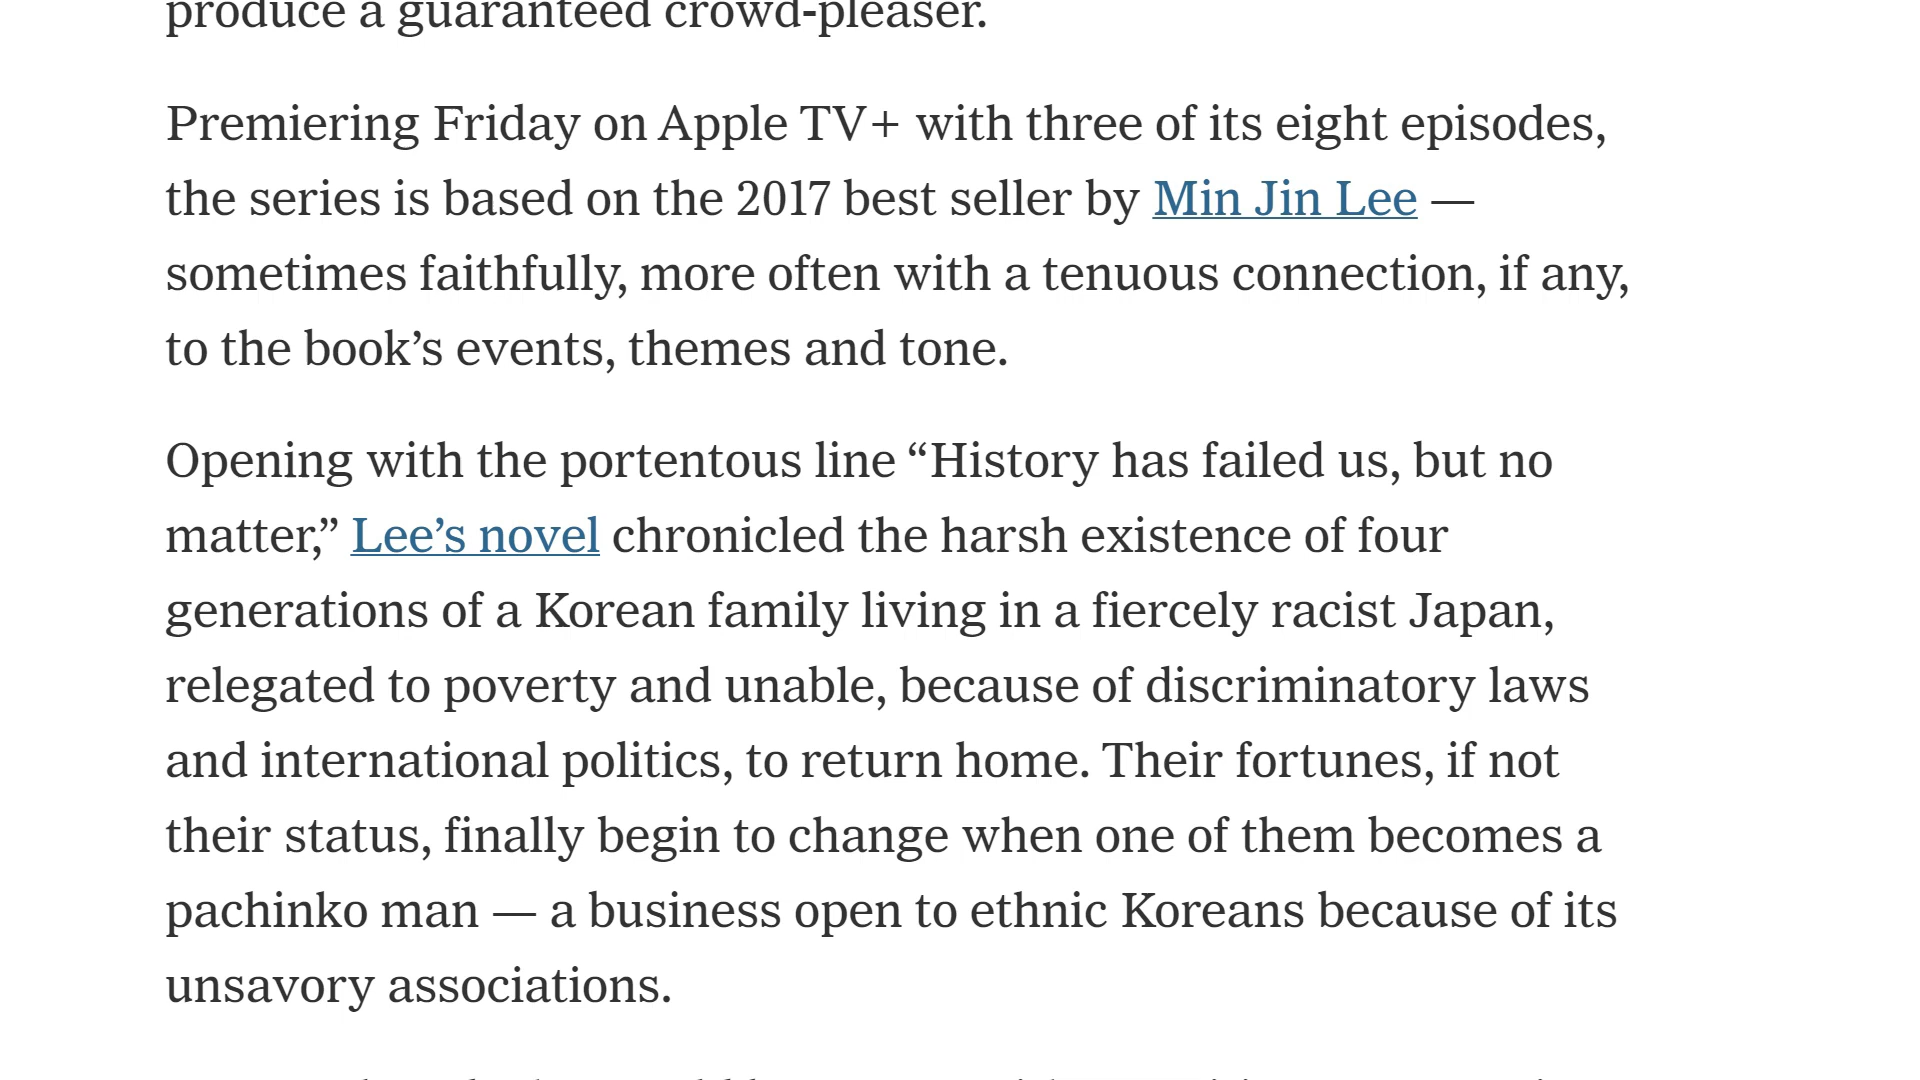 produce a guaranteed crowd-pleaser.
Premiering Friday on Apple TV+ with three of its eight episodes,
the series is based on the 2017 best seller by Min Jin Lee —
sometimes faithfully, more often with a tenuous connection, if any,
to the book’s events, themes and tone.
Opening with the portentous line “History has failed us, but no
matter,” Lee’s novel chronicled the harsh existence of four
generations of a Korean family living in a fiercely racist Japan,
relegated to poverty and unable, because of discriminatory laws
and international politics, to return home. Their fortunes, if not
their status, finally begin to change when one of them becomes a
pachinko man — a business open to ethnic Koreans because of its
unsavory associations.